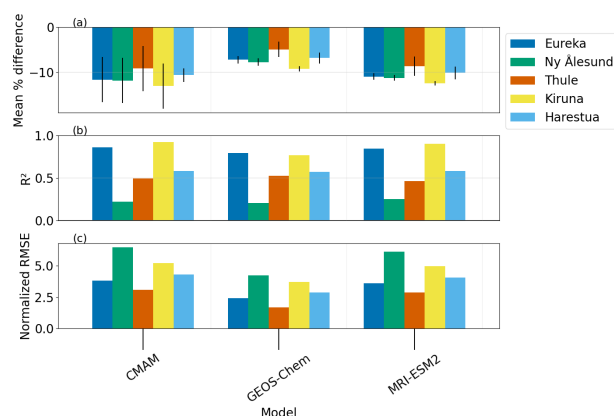 (a)
0
−10
Mean % difference
Eureka
Ny Ålesund
Thule
Kiruna
Harestua
(b)
1.0
0.5
0.0
R²
(c)
5.0
2.5
0.0
Normalized RMSE
CMAM
GEOS-Chem
MRI-ESM2
Model